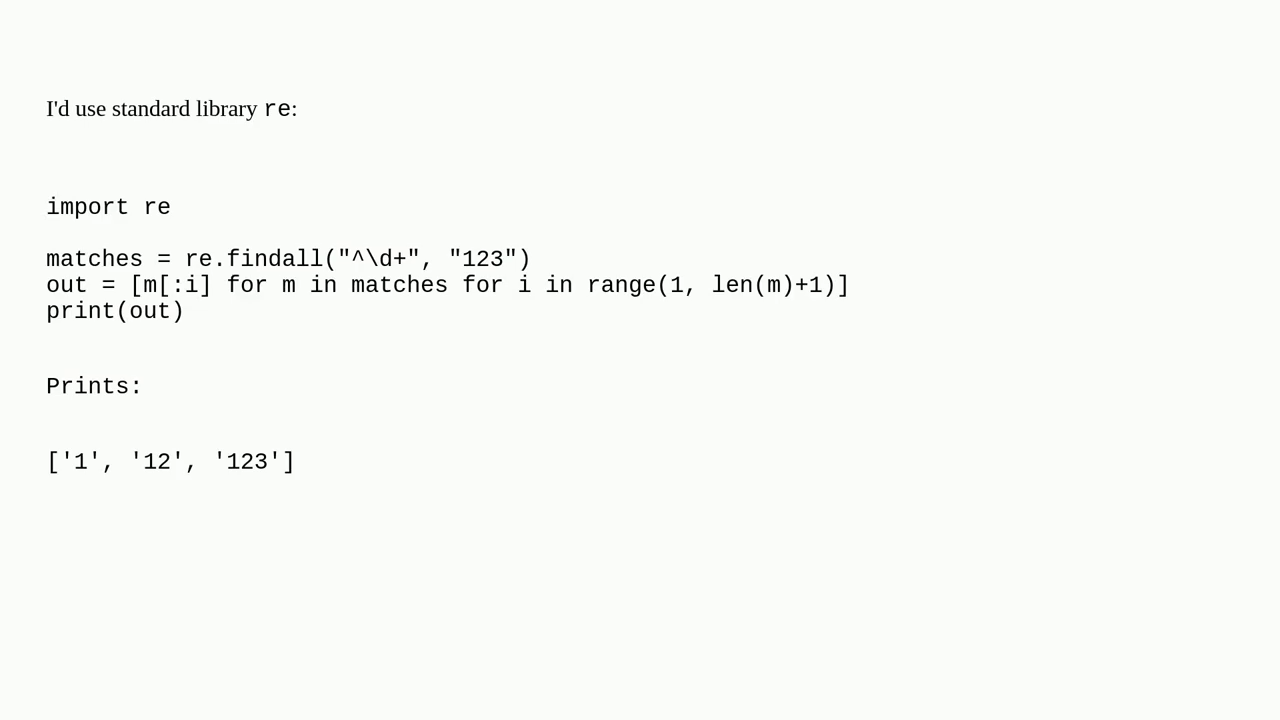 I'd use standard library re:
import re
matches = re.findall("^\d+", "123")
out = [m[:i] for m in matches for i in range(1, len(m)+1)]
print(out)
Prints:
['1', '12', '123']